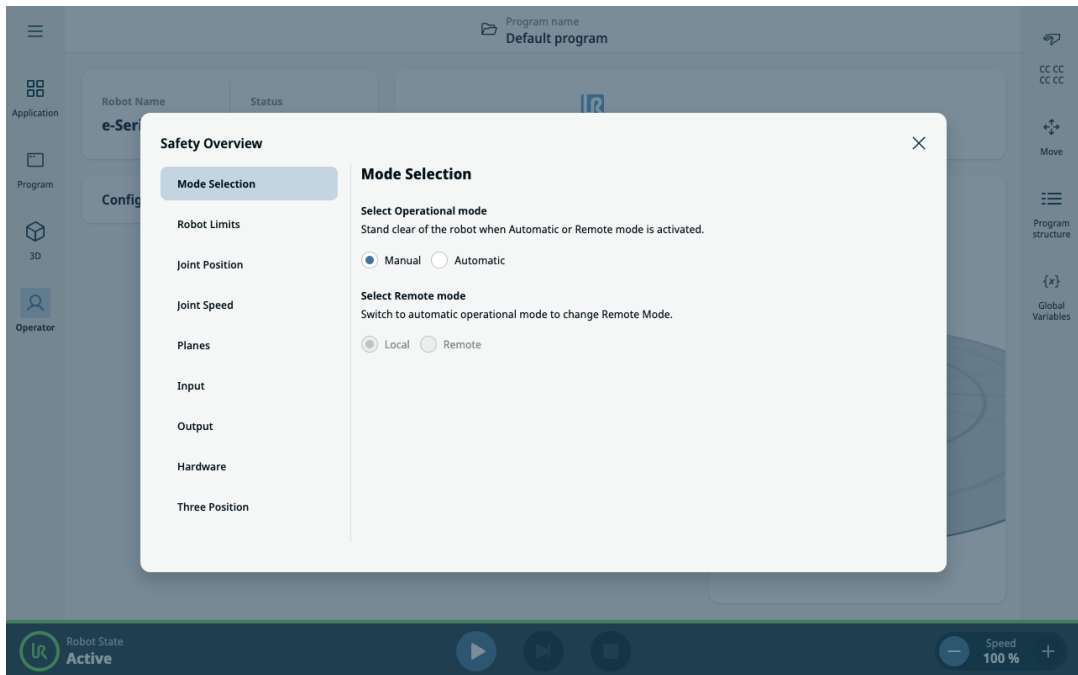 Program name
Default program
Application
Program
3D
Operator
Robot Name
Status
e-Seri
Config
Safety Overview
Mode Selection
Robot Limits
Joint Position
Joint Speed
Planes
Input
Output
Hardware
Three Position
Mode Selection
Select Operational mode
Stand clear of the robot when Automatic or Remote mode is activated.
Manual Automatic
Select Remote mode
Switch to automatic operational mode to change Remote Mode.
Local Remote
CC CC
CC CC
Move
Program
structure
{x}
Global
Variables
Robot State
Active
Speed
100 %